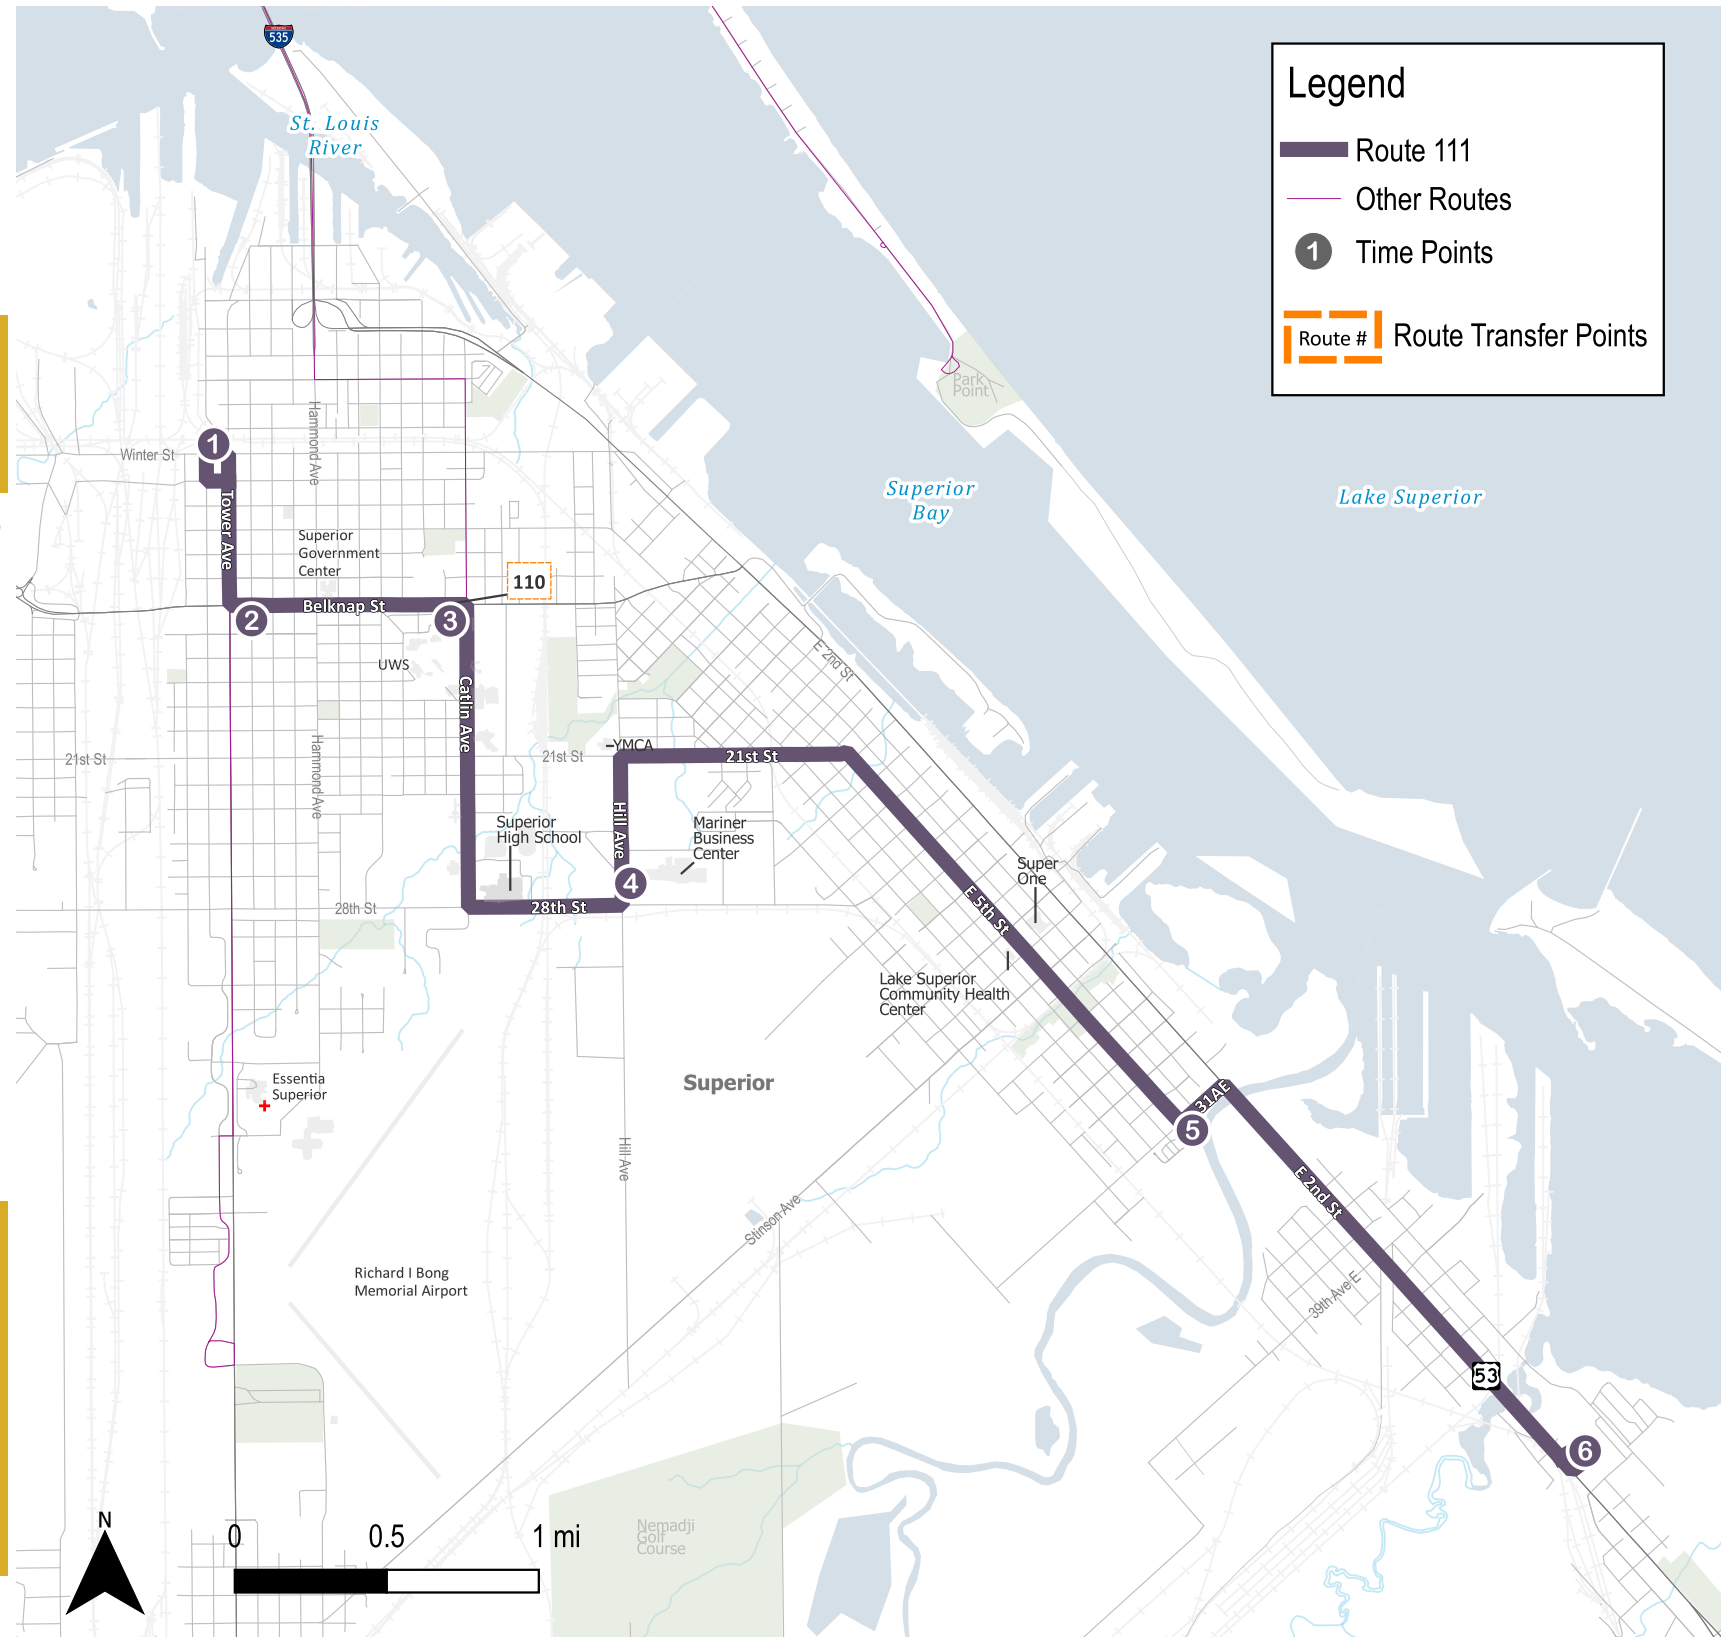 535
St. Louis
River
Legend
Route 111
Other Routes
1
Time Points
Route #
Route Transfer Points
Park
Point
Hammond Ave
1
Winter St
Tower Ave
Superior
Bay
Lake Superior
Superior
Government
Center
110
Belknap St
2
3
UWS
E 2nd St
Catlin Ave
Hammond Ave
21st St
21st St
YMCA
21st St
Hill Ave
Superior
High School
Mariner
Business
Center
4
Super
One
28th St
28th St
E 5th St
Lake Superior
Community Health
Center
Essentia
Superior
Superior
31AE
5
Hill Ave
Stinson Ave
E 2nd St
Richard I Bong
Memorial Airport
39th Ave E
53
6
N
0
0.5
1 mi
Nemadji
Golf
Course